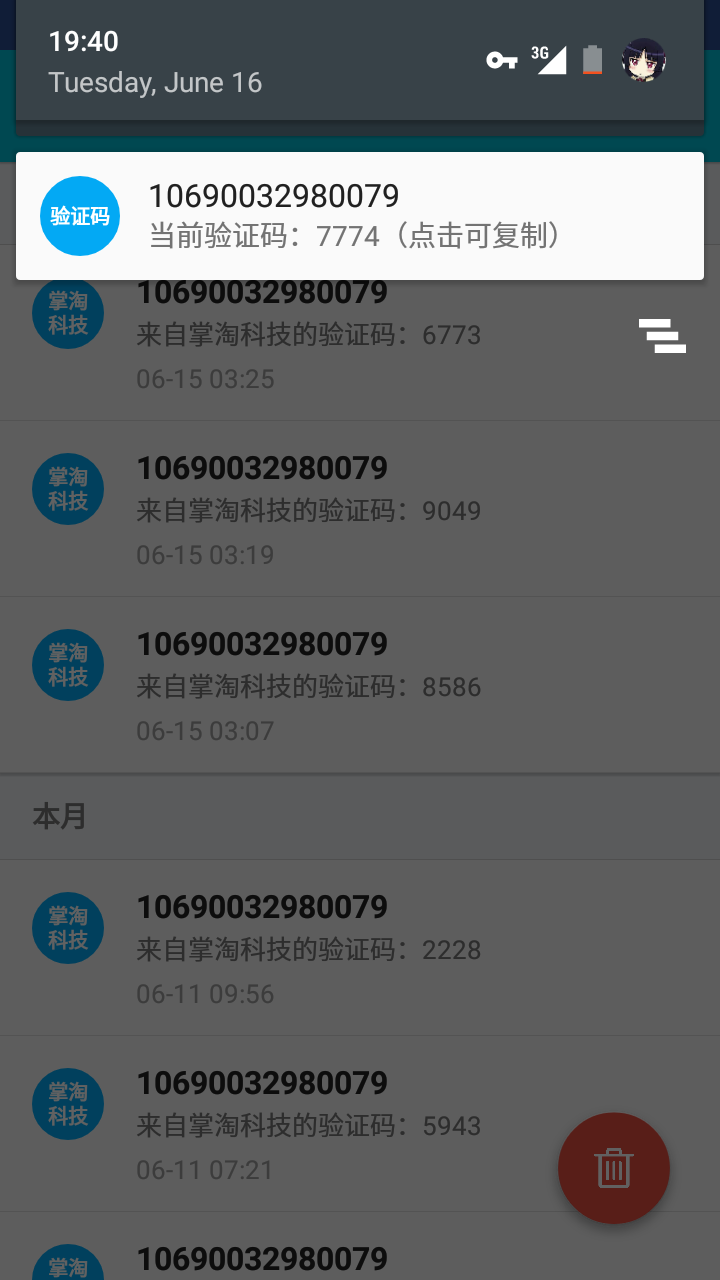 19:40
Tuesday, June 16
3G
验证码
10690032980079
当前验证码：7774（点击可复制）
掌淘
科技
10690032980079
来自掌淘科技的验证码：6773
06-15 03:25
掌淘
科技
10690032980079
来自掌淘科技的验证码：9049
06-15 03:19
掌淘
科技
10690032980079
来自掌淘科技的验证码：8586
06-15 03:07
本月
掌淘
科技
10690032980079
来自掌淘科技的验证码：2228
06-11 09:56
掌淘
科技
10690032980079
来自掌淘科技的验证码：5943
06-11 07:21
掌淘
10690032980079